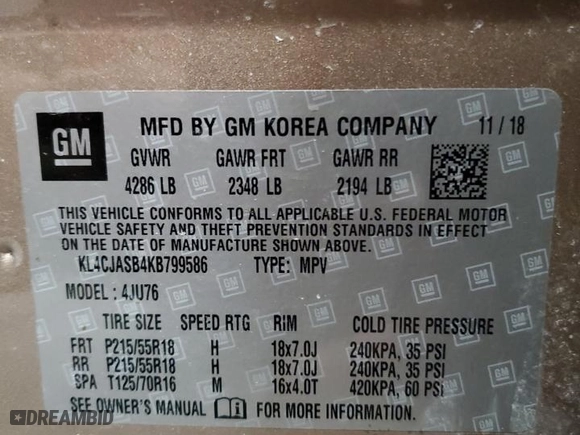 GM
MFD BY GM KOREA COMPANY 11/18
GVWR GAWR FRT GAWR RR
4286 LB 2348 LB 2194 LB
THIS VEHICLE CONFORMS TO ALL APPLICABLE U.S. FEDERAL MOTOR
VEHICLE SAFETY AND THEFT PREVENTION STANDARDS IN EFFECT
ON THE DATE OF MANUFACTURE SHOWN ABOVE.
KL4CJASB4KB799586 TYPE: MPV
MODEL: 4JU76
TIRE SIZE SPEED RTG RIM COLD TIRE PRESSURE
FRT P215/55R18 H 18x7.0J 240KPA, 35 PSI
RR P215/55R18 H 18x7.0J 240KPA, 35 PSI
SPA T125/70R16 M 16x4.0T 420KPA, 60 PSI
SEE OWNER'S MANUAL FOR MORE INFORMATION.
DREAMBID